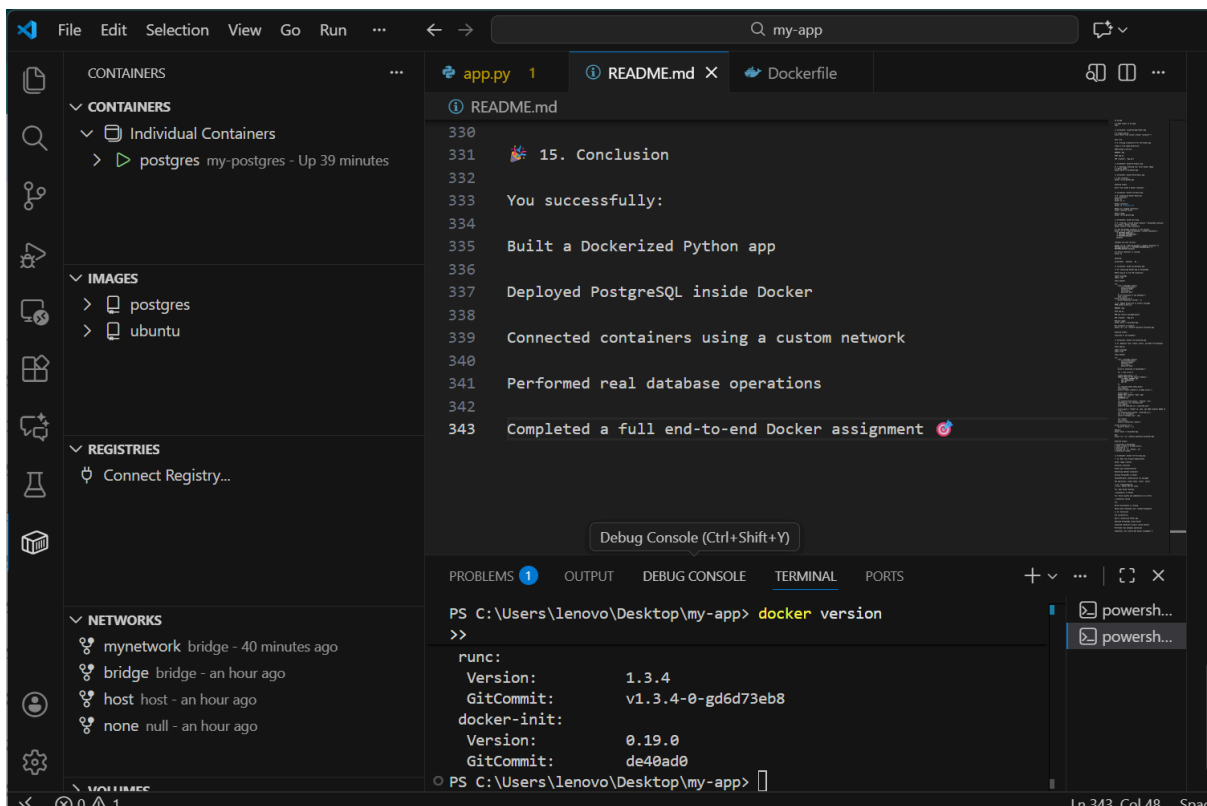 File Edit Selection View Go Run ··· my-app
CONTAINERS ···
CONTAINERS
Individual Containers
postgres my-postgres - Up 39 minutes
IMAGES
postgres
ubuntu
REGISTRIES
Connect Registry...
NETWORKS
mynetwork bridge - 40 minutes ago
bridge bridge - an hour ago
host host - an hour ago
none null - an hour ago
VOLUMES
app.py 1 README.md Dockerfile
README.md
330
331 🎉 15. Conclusion
332
333 You successfully:
334
335 Built a Dockerized Python app
336
337 Deployed PostgreSQL inside Docker
338
339 Connected containers using a custom network
340
341 Performed real database operations
342
343 Completed a full end-to-end Docker assignment 🎯
Debug Console (Ctrl+Shift+Y)
PROBLEMS 1 OUTPUT DEBUG CONSOLE TERMINAL PORTS
PS C:\Users\lenovo\Desktop\my-app> docker version
>>
runc:
Version: 1.3.4
GitCommit: v1.3.4-0-gd6d73eb8
docker-init:
Version: 0.19.0
GitCommit: de40ad0
PS C:\Users\lenovo\Desktop\my-app>
powersh...
powersh...
0 1 Ln 343, Col 48 Spac